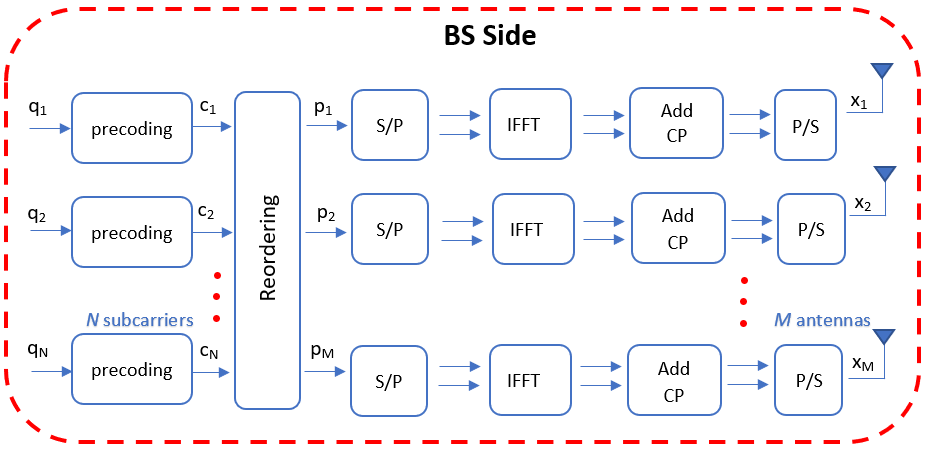 BS Side
q1 precoding c1 p1 S/P IFFT Add CP P/S x1
q2 precoding c2 Reordering p2 S/P IFFT Add CP P/S x2
N subcarriers M antennas
qN precoding cN pM S/P IFFT Add CP P/S xM